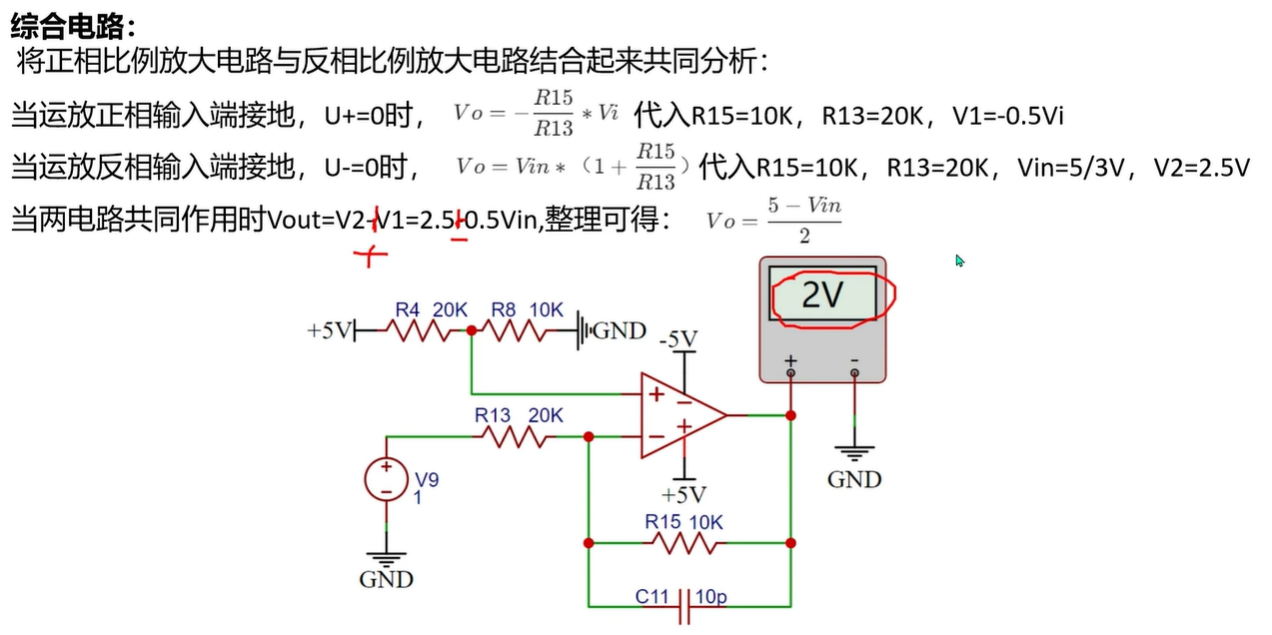 综合电路：
将正相比例放大电路与反相比例放大电路结合起来共同分析：
当运放正相输入端接地，U+=0时， Vo = - R15/R13 * Vi 代入R15=10K，R13=20K，V1=-0.5Vi
当运放反相输入端接地，U-=0时， Vo = Vin * （1 + R15/R13）代入R15=10K，R13=20K，Vin=5/3V，V2=2.5V
当两电路共同作用时Vout=V2-V1=2.5-0.5Vin,整理可得： Vo = 5 - Vin/2
+ −
2V
+ -
R4 20K R8 10K
+5V GND -5V
+ −
R13 20K
− +
+ −
V9
1
+5V
GND
R15 10K
GND
C11 10p